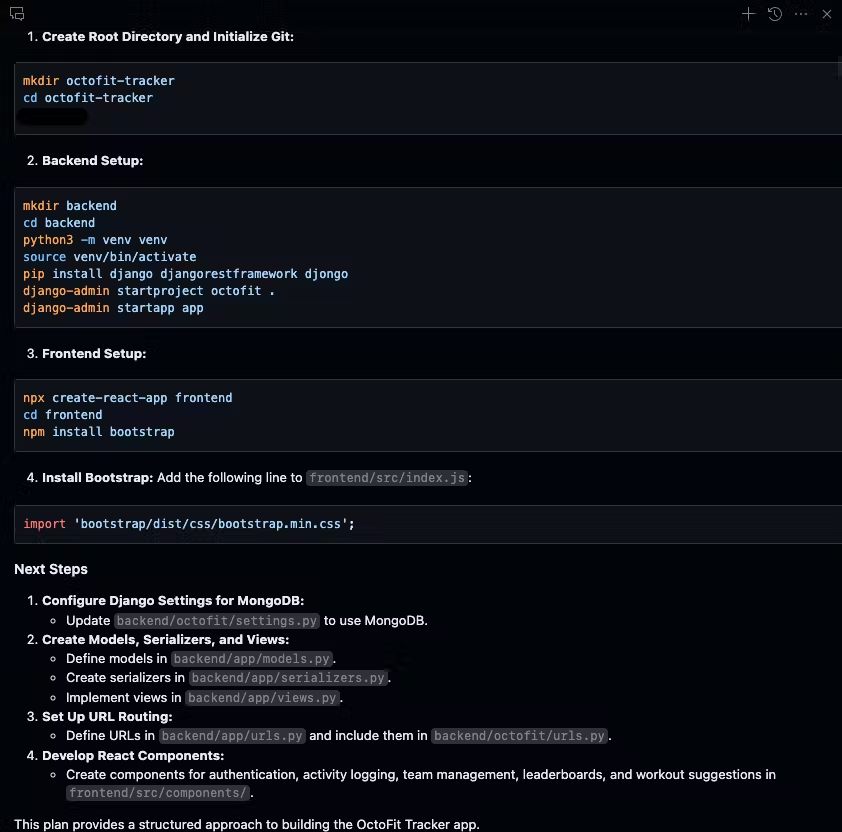 1. Create Root Directory and Initialize Git:
mkdir octofit-tracker
cd octofit-tracker
2. Backend Setup:
mkdir backend
cd backend
python3 -m venv venv
source venv/bin/activate
pip install django djangorestframework djongo
django-admin startproject octofit .
django-admin startapp app
3. Frontend Setup:
npx create-react-app frontend
cd frontend
npm install bootstrap
4. Install Bootstrap: Add the following line to frontend/src/index.js:
import 'bootstrap/dist/css/bootstrap.min.css';
Next Steps
1. Configure Django Settings for MongoDB:
◦ Update backend/octofit/settings.py to use MongoDB.
2. Create Models, Serializers, and Views:
◦ Define models in backend/app/models.py.
◦ Create serializers in backend/app/serializers.py.
◦ Implement views in backend/app/views.py.
3. Set Up URL Routing:
◦ Define URLs in backend/app/urls.py and include them in backend/octofit/urls.py.
4. Develop React Components:
◦ Create components for authentication, activity logging, team management, leaderboards, and workout suggestions in
frontend/src/components/.
This plan provides a structured approach to building the OctoFit Tracker app.